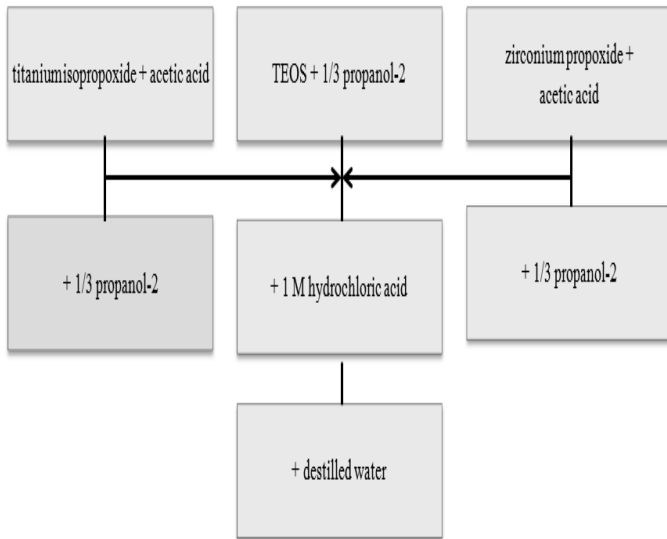 titaniumisopropoxide + acetic acid
TEOS + 1/3 propanol-2
zirconium propoxide +
acetic acid
+ 1/3 propanol-2
+ 1 M hydrochloric acid
+ 1/3 propanol-2
+ destilled water